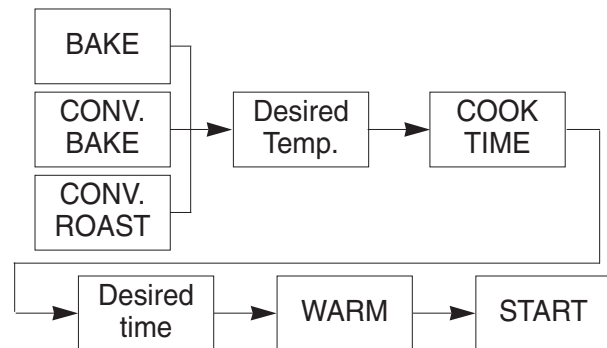 BAKE
CONV.
BAKE
CONV.
ROAST
Desired
Temp.
COOK
TIME
Desired
time
WARM
START